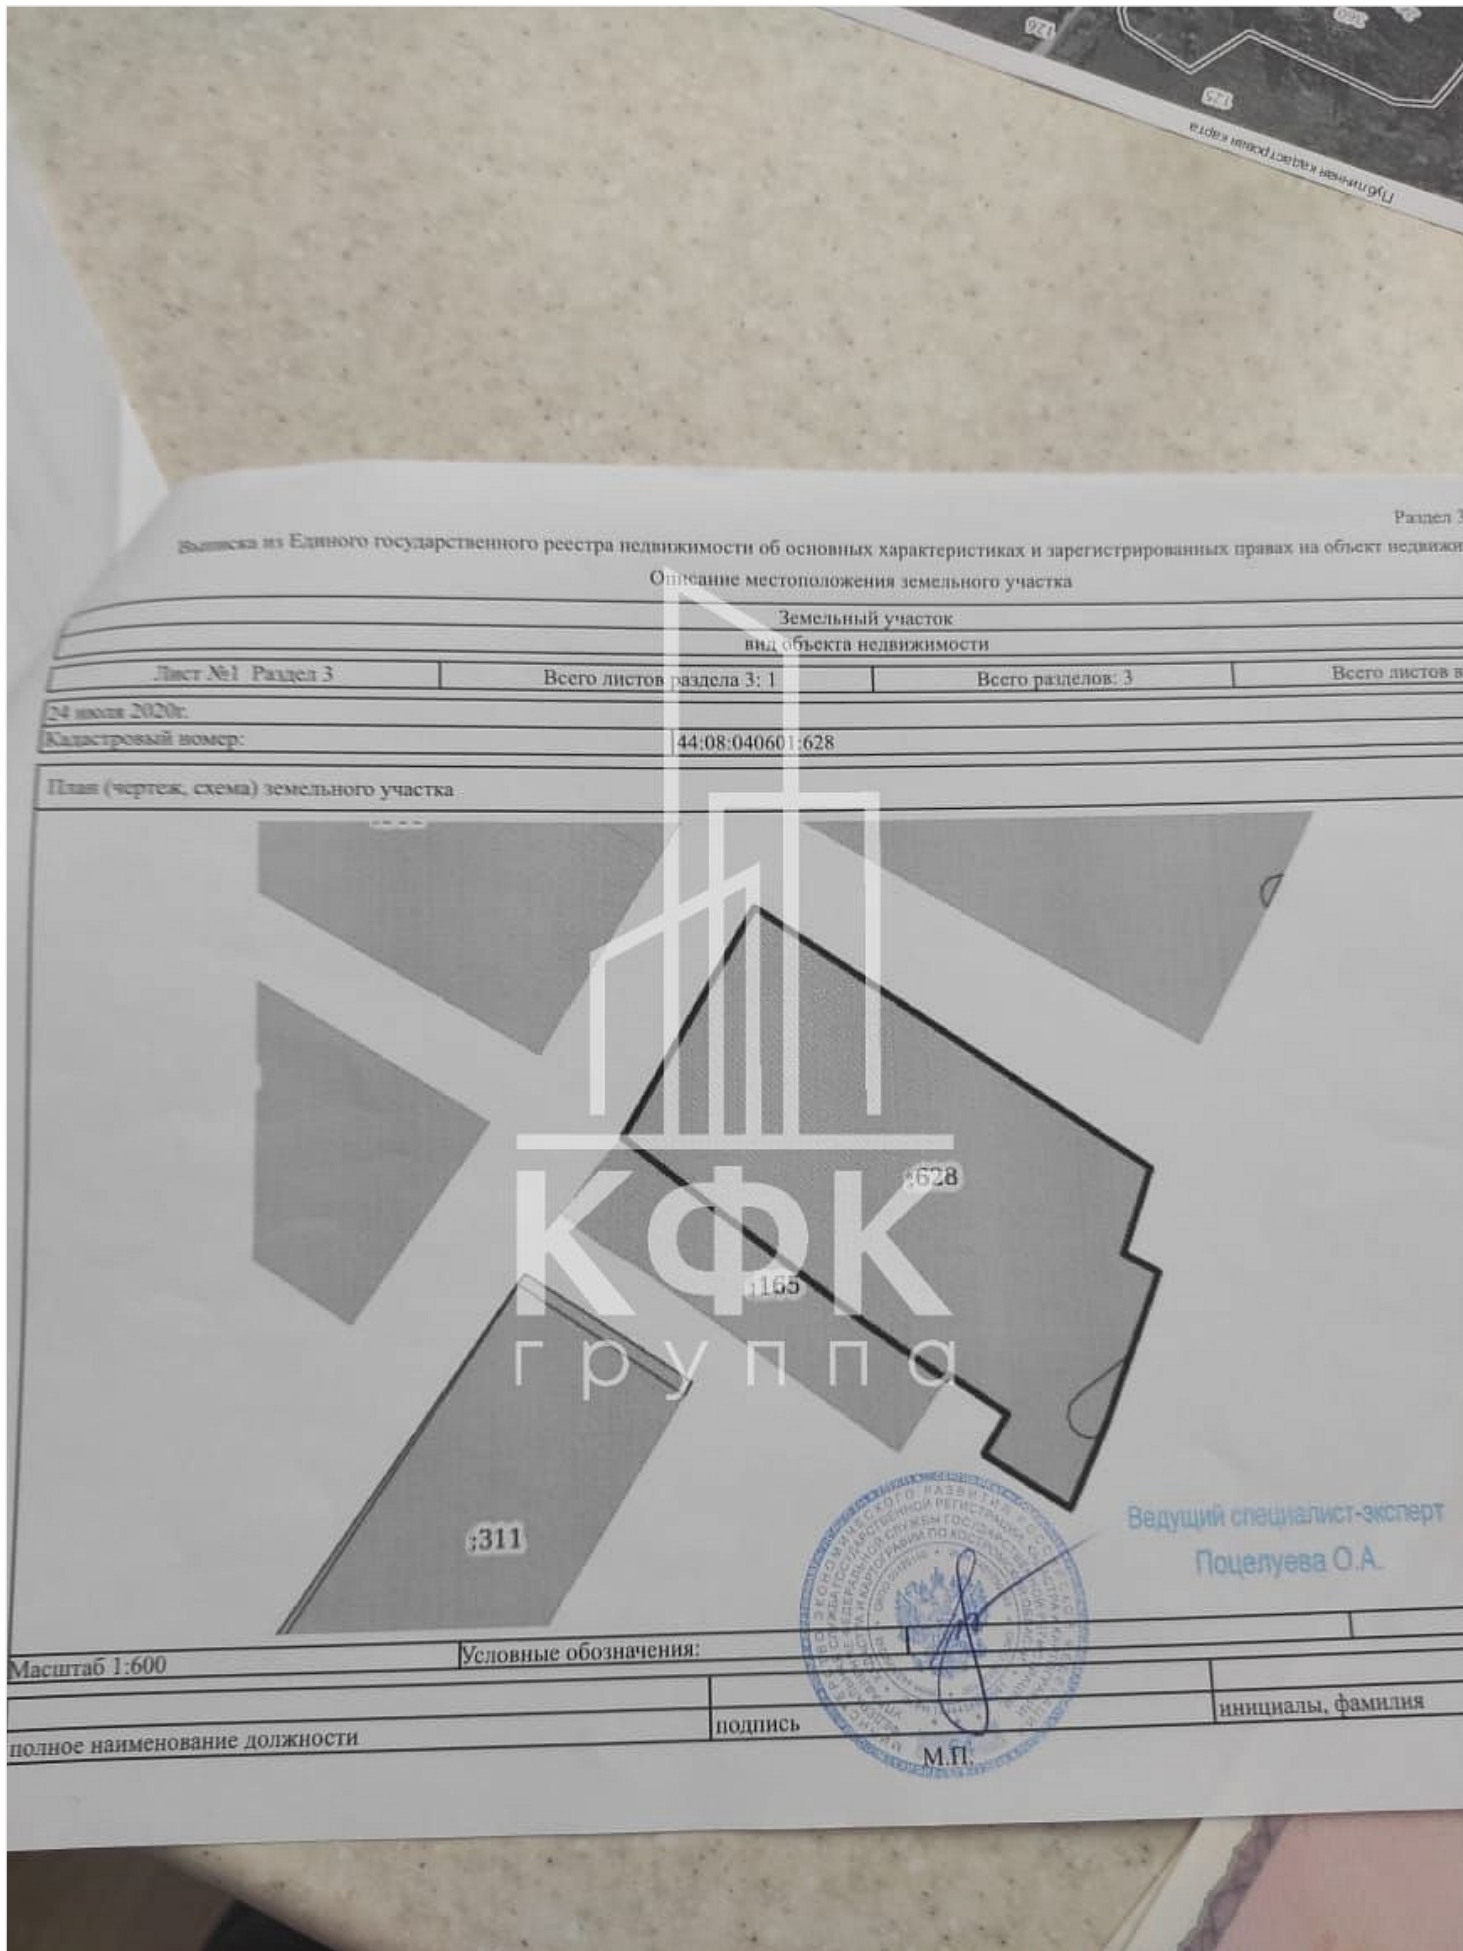 126
360
125
Публичная кадастровая карта
Раздел 3
Выписка из Единого государственного реестра недвижимости об основных характеристиках и зарегистрированных правах на объект недвижи
Описание местоположения земельного участка
Земельный участок
вид объекта недвижимости
Лист №1 Раздел 3 Всего листов раздела 3: 1 Всего разделов: 3 Всего листов в
24 июля 2020г.
Кадастровый номер: 44:08:040601:628
План (чертеж, схема) земельного участка
:628
КФК
:165
группа
:311
Ведущий специалист-эксперт
Поцелуева О.А.
Масштаб 1:600 Условные обозначения:
полное наименование должности подпись инициалы, фамилия
М.П.